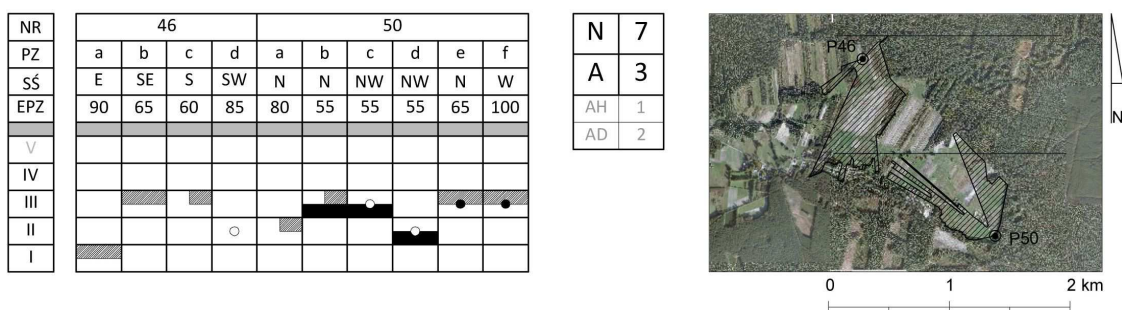 NR 46 50
PZ a b c d a b c d e f
SŚ E SE S SW N N NW NW N W
EPZ 90 65 60 85 80 55 55 55 65 100
V
IV
III
II
I
N 7
A 3
AH 1
AD 2
P46
P50
N
0 1 2 km